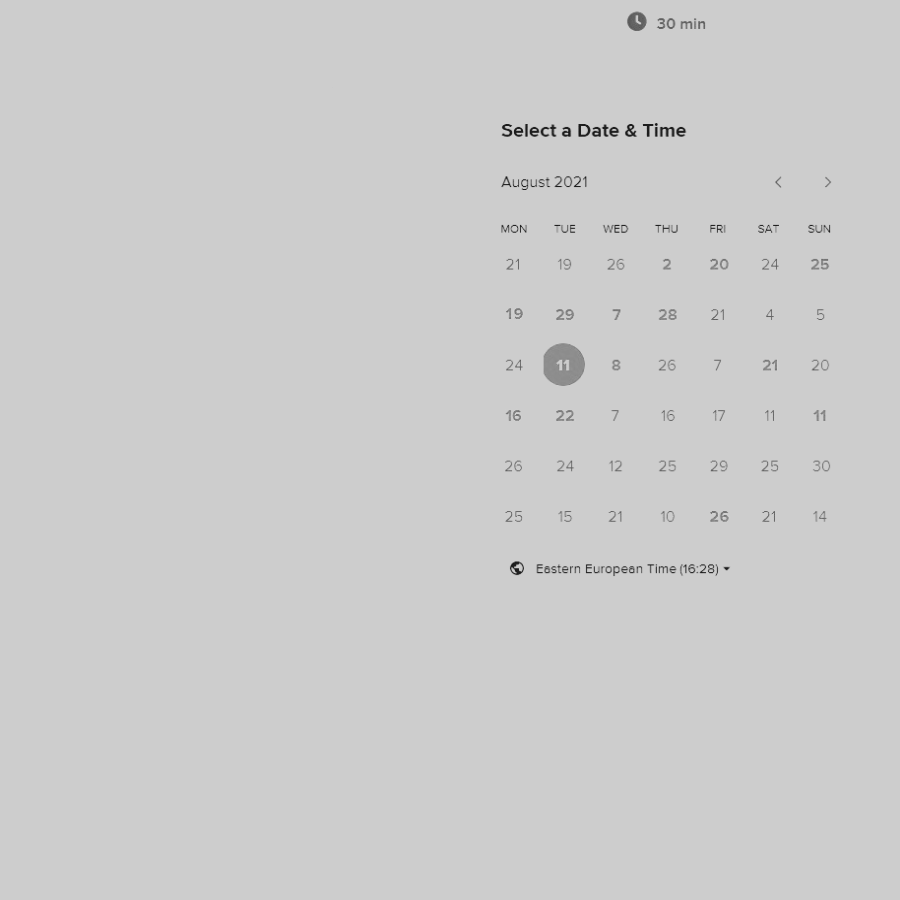 30 min
Select a Date & Time
August 2021
MON TUE WED THU FRI SAT SUN
21 19 26 2 20 24 25
19 29 7 28 21 4 5
24 11 8 26 7 21 20
16 22 7 16 17 11 11
26 24 12 25 29 25 30
25 15 21 10 26 21 14
Eastern European Time (16:28)